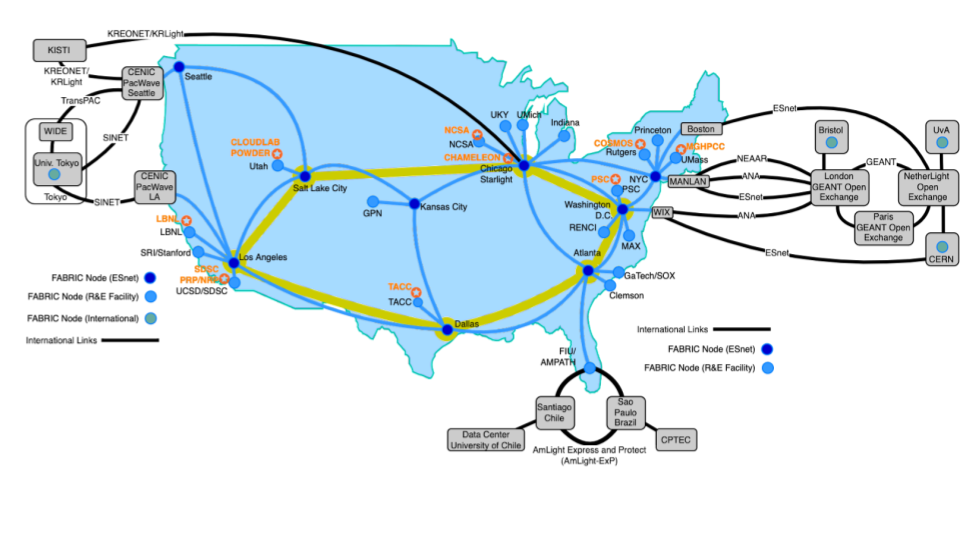 KREONET/KRLight
KISTI
KREONET/
KRLight
CENIC
PacWave
Seattle
Seattle
TransPAC
WIDE
SINET
Univ. Tokyo
Tokyo
SINET
CENIC
PacWave
LA
CLOUDLAB
POWDER
Utah
Salt Lake City
LBNL
LBNL
SRI/Stanford
Los Angeles
SDSC
UCSD/SDSC
GPN
Kansas City
TACC
TACC
Dallas
NCSA
NCSA
CHAMELEON
Chicago
Starlight
UKY
UMich
Indiana
COSMOS
Rutgers
Princeton
MGHPCC
UMass
NYC
PSC
PSC
Washington
D.C.
RENCI
MAX
Atlanta
GaTech/SOX
Clemson
FIU/
AMPATH
Boston
MANLAN
WIX
ESnet
NEAAR
ANA
ESnet
ANA
ESnet
Bristol
London
GEANT Open
Exchange
GEANT
Paris
GEANT Open
Exchange
UvA
NetherLight
Open
Exchange
CERN
FABRIC Node (ESnet)
FABRIC Node (R&E Facility)
FABRIC Node (International)
International Links
International Links
FABRIC Node (ESnet)
FABRIC Node (R&E Facility)
Santiago
Chile
Sao
Paulo
Brazil
Data Center
University of Chile
CPTEC
AmLight Express and Protect
(AmLight-ExP)